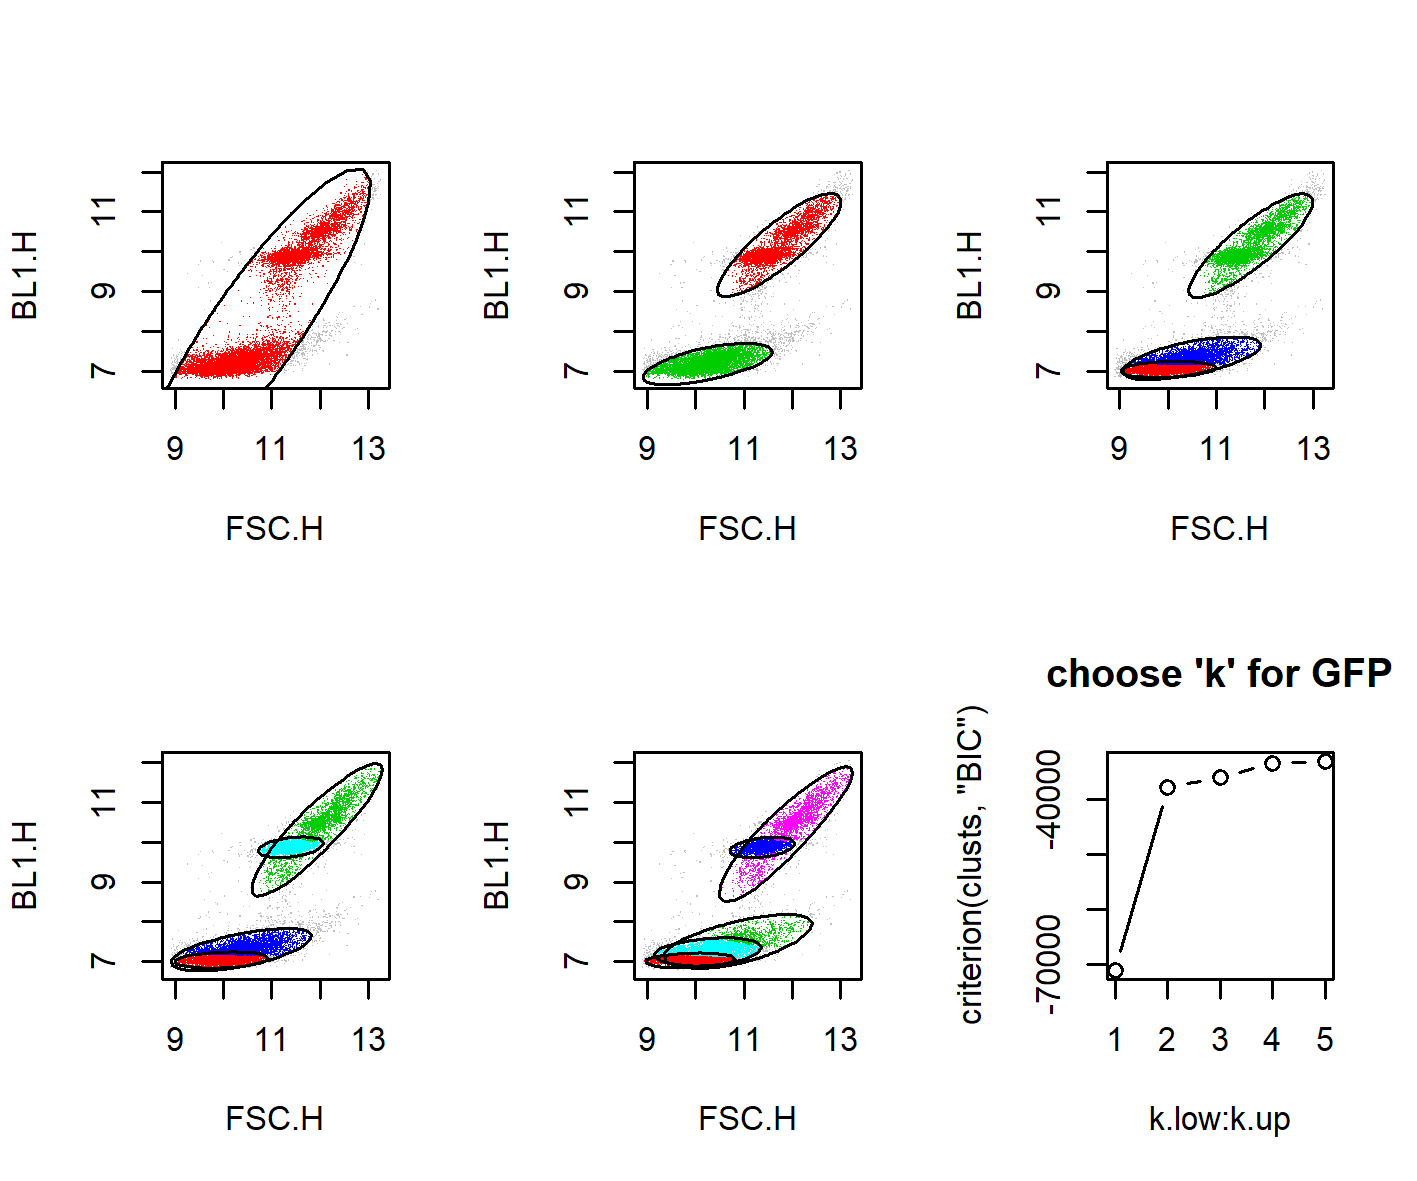 BL1.H
7 9 11
9 11 13
FSC.H
BL1.H
7 9 11
9 11 13
FSC.H
BL1.H
7 9 11
9 11 13
FSC.H
BL1.H
7 9 11
9 11 13
FSC.H
BL1.H
7 9 11
9 11 13
FSC.H
choose 'k' for GFP
criterion(clusts, "BIC")
-70000 -40000
1 2 3 4 5
k.low:k.up